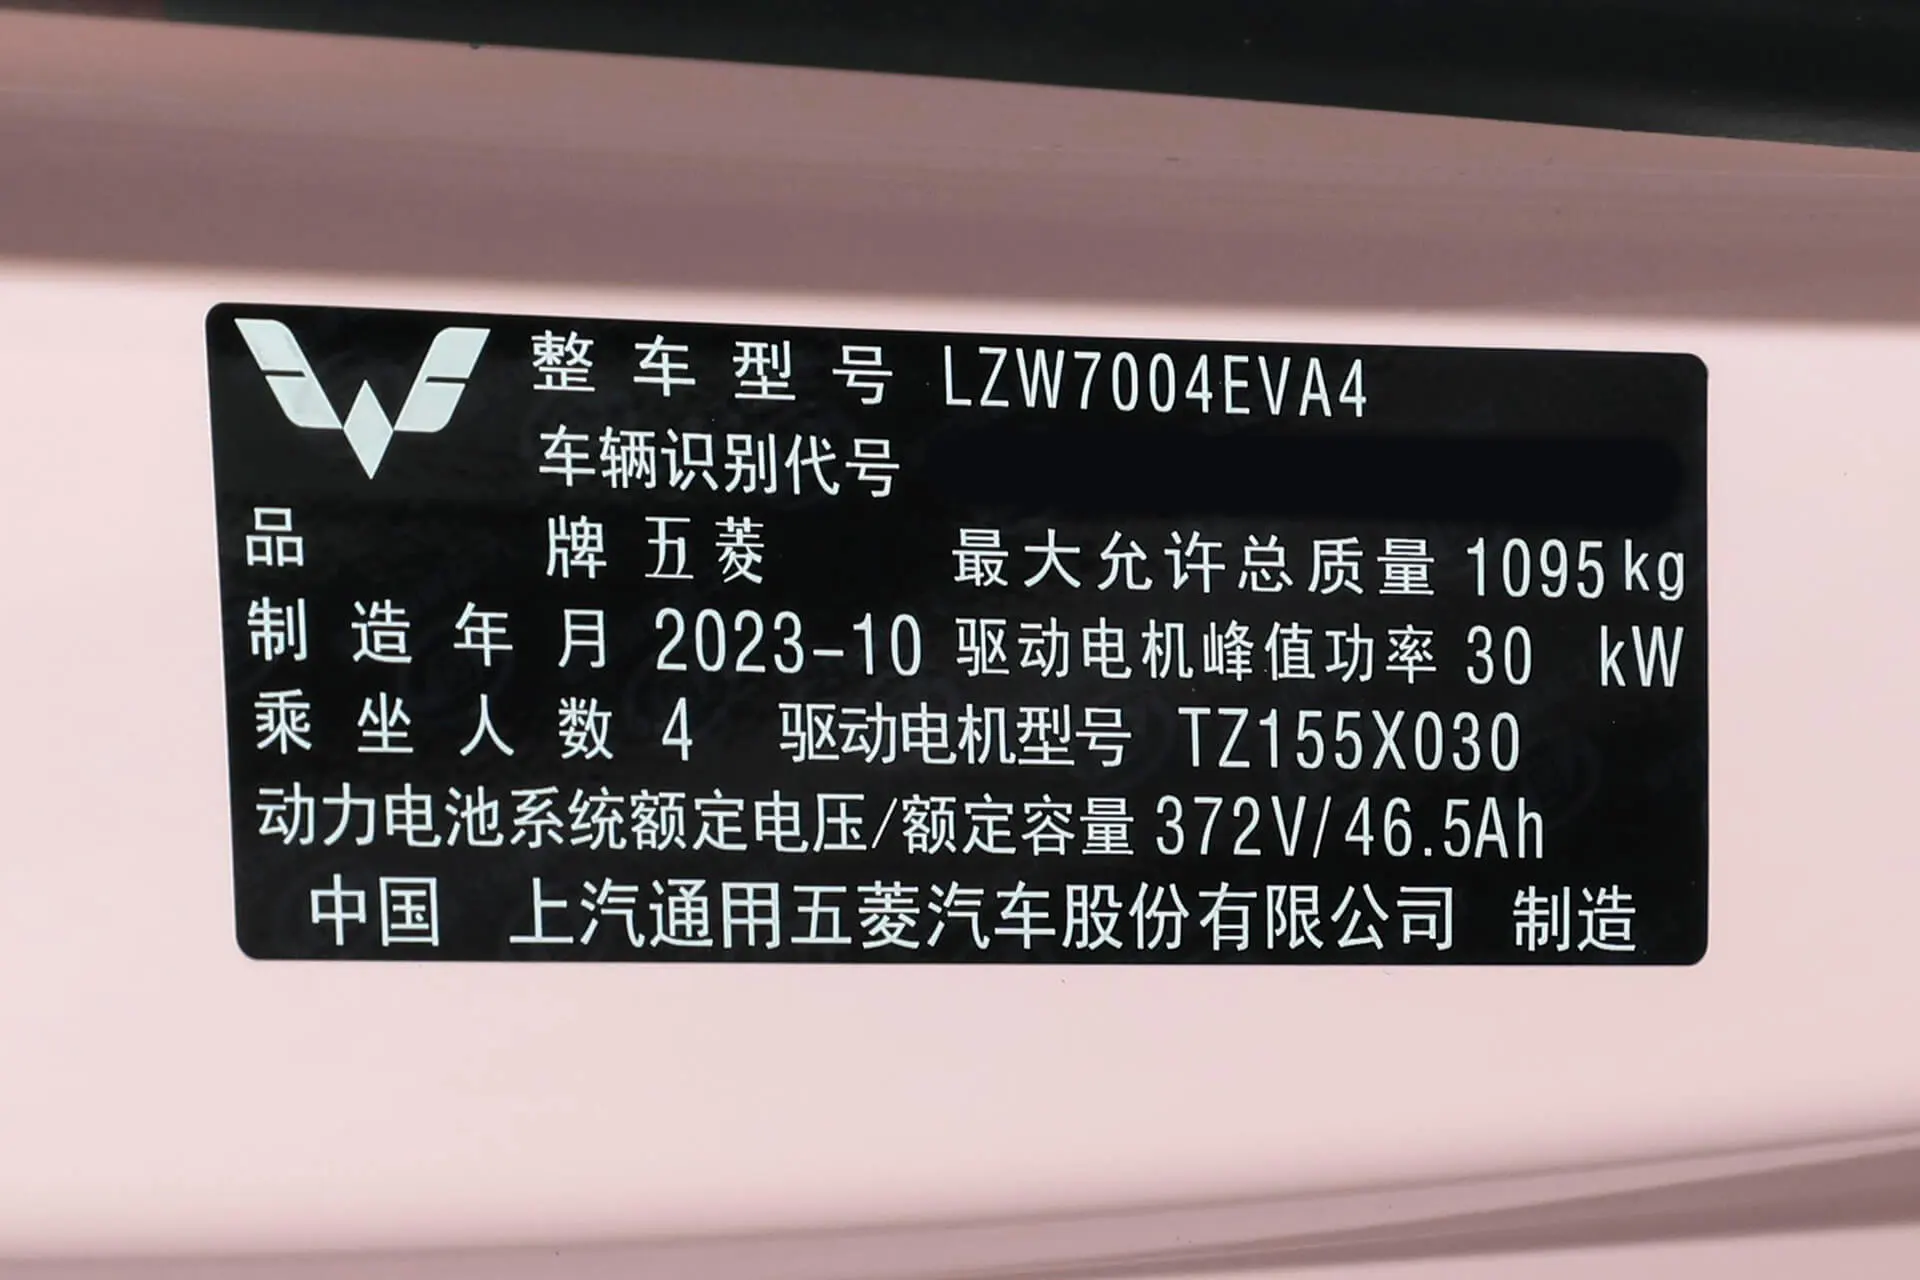 整车型号 LZW7004EVA4
车辆识别代号
品牌 五菱 最大允许总质量 1095kg
制造年月 2023-10 驱动电机峰值功率 30 kW
乘坐人数 4 驱动电机型号 TZ155X030
动力电池系统额定电压/额定容量 372V/46.5Ah
中国 上汽通用五菱汽车股份有限公司 制造